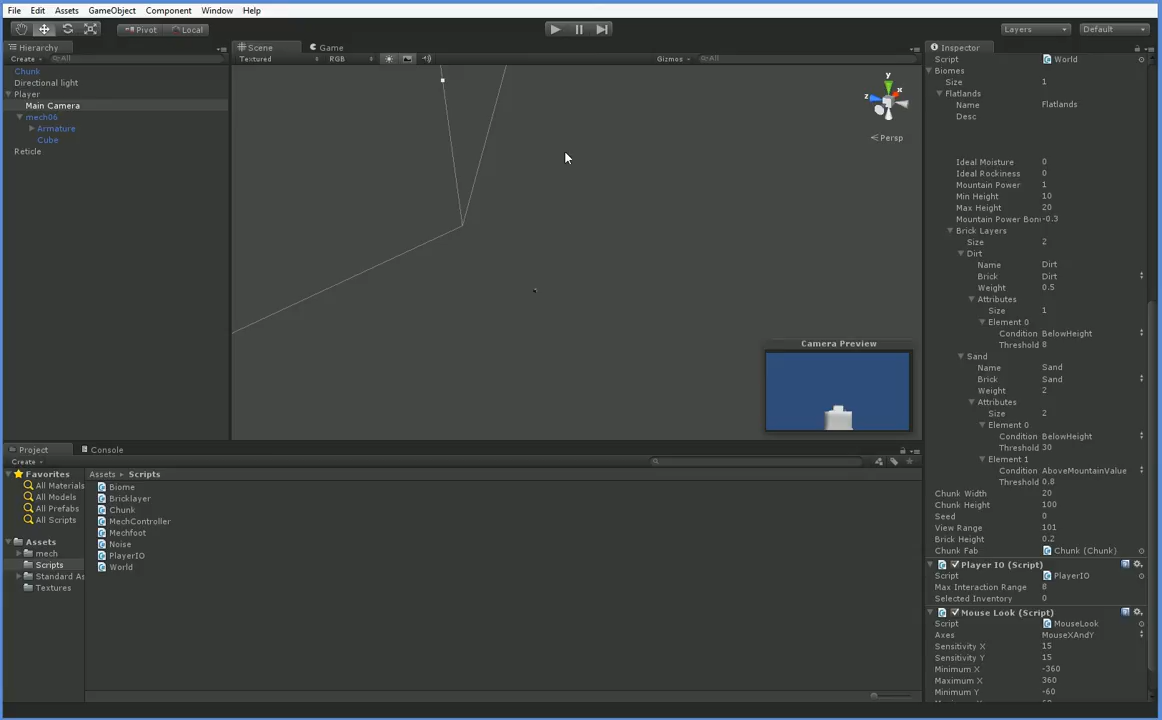 File Edit Assets GameObject Component Window Help
Pivot Local Layers Default
Hierarchy
Create All
Chunk
Directional light
Player
Main Camera
mech06
Armature
Cube
Reticle
Scene Game
Textured RGB Gizmos All
y
x
z
Persp
Camera Preview
Project Console
Create
Favorites
All Materials
All Models
All Prefabs
All Scripts
Assets
mech
Scripts
Standard As
Textures
Assets Scripts
Biome
Bricklayer
Chunk
MechController
Mechfoot
Noise
PlayerIO
World
Inspector
Script World
Biomes
Size 1
Flatlands
Name Flatlands
Desc
Ideal Moisture 0
Ideal Rockiness 0
Mountain Power 1
Min Height 10
Max Height 20
Mountain Power Bon -0.3
Brick Layers
Size 2
Dirt
Name Dirt
Brick Dirt
Weight 0.5
Attributes
Size 1
Element 0
Condition BelowHeight
Threshold 8
Sand
Name Sand
Brick Sand
Weight 2
Attributes
Size 2
Element 0
Condition BelowHeight
Threshold 30
Element 1
Condition AboveMountainValue
Threshold 0.8
Chunk Width 20
Chunk Height 100
Seed 0
View Range 101
Brick Height 0.2
Chunk Fab Chunk (Chunk)
Player IO (Script)
Script PlayerIO
Max Interaction Range 8
Selected Inventory 0
Mouse Look (Script)
Script MouseLook
Axes MouseXAndY
Sensitivity X 15
Sensitivity Y 15
Minimum X -360
Maximum X 360
Minimum Y -60